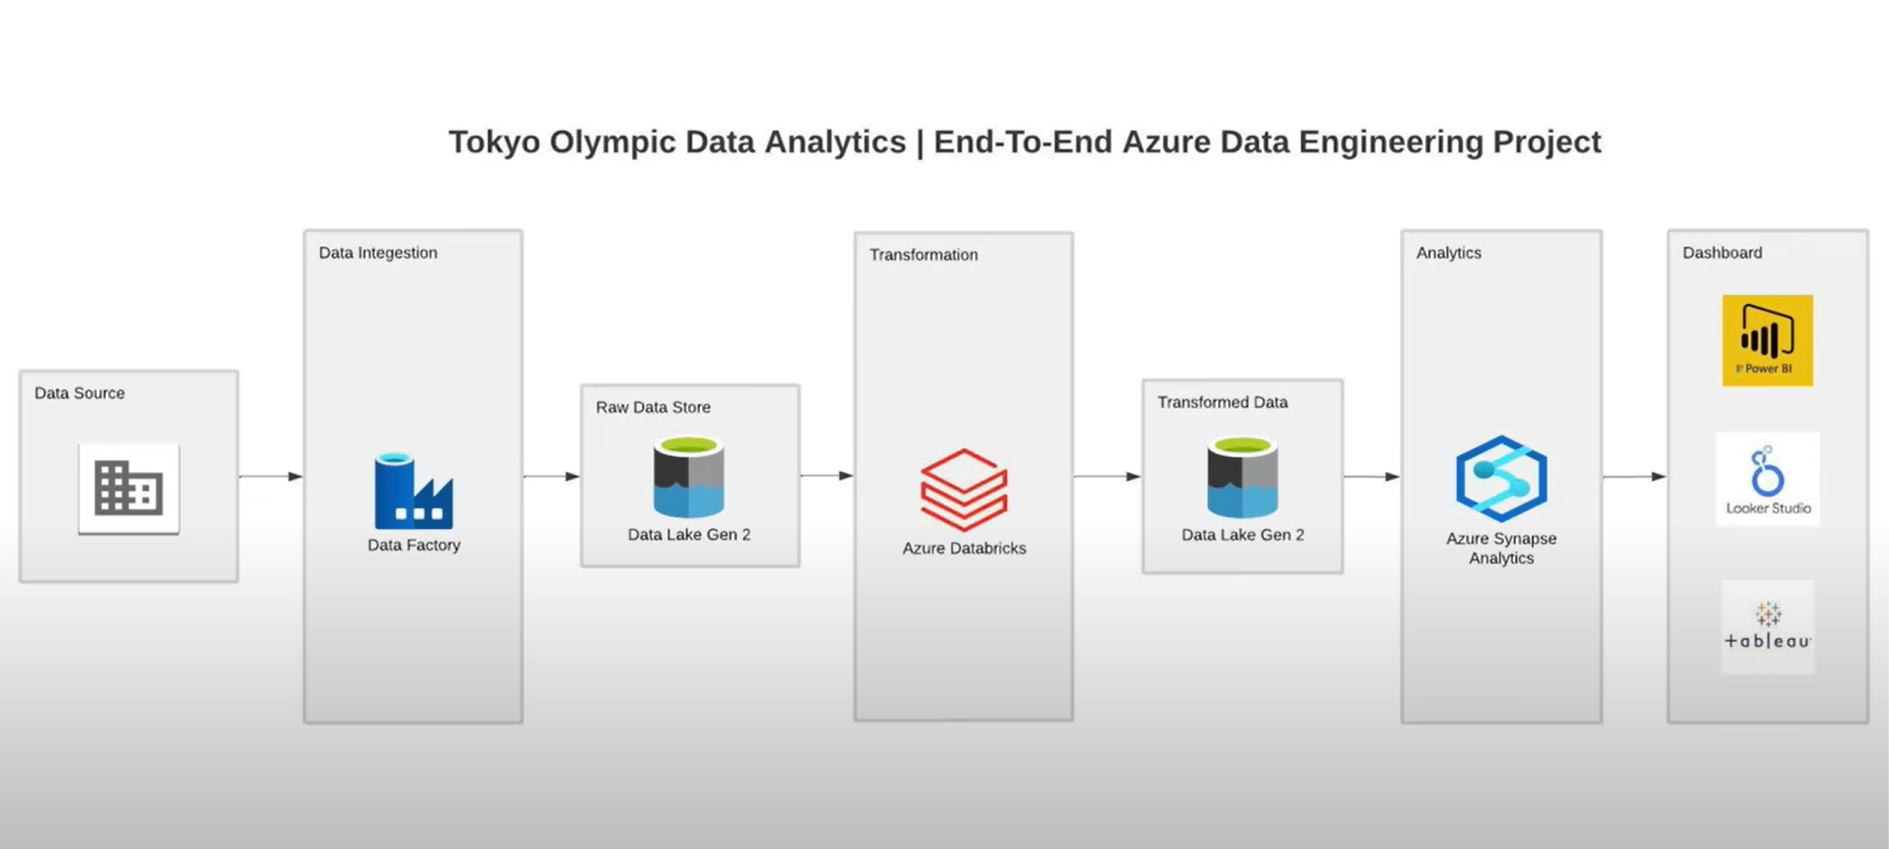 Tokyo Olympic Data Analytics | End-To-End Azure Data Engineering Project
Data Source
Data Integestion
Data Factory
Raw Data Store
Data Lake Gen 2
Transformation
Azure Databricks
Transformed Data
Data Lake Gen 2
Analytics
Azure Synapse
Analytics
Dashboard
Power BI
Looker Studio
+ableau